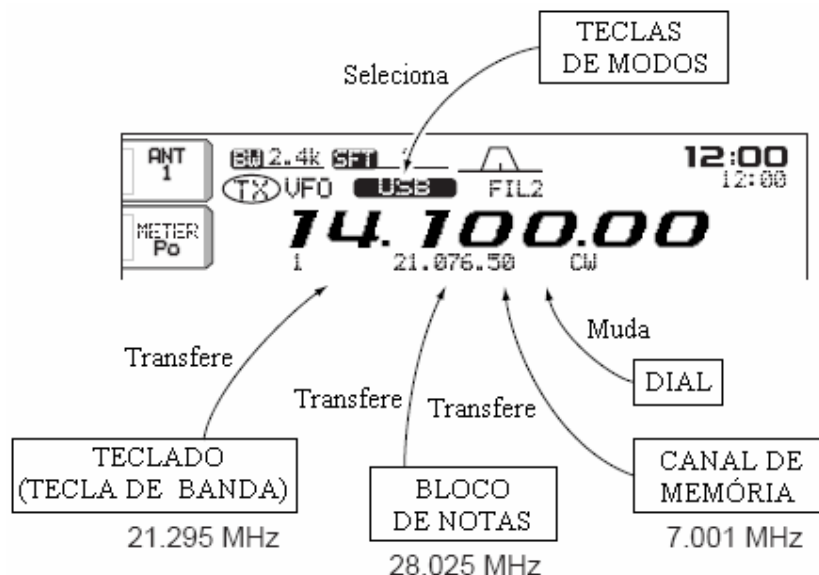 TECLAS
DE MODOS
Seleciona
ANT
1
BW 2.4k SFT
12:00
12:00
TX VFO USB FIL2
METER
Po
14.100.00
1 21.076.50 CW
Muda
Transfere
DIAL
Transfere Transfere
TECLADO
(TECLA DE BANDA)
21.295 MHz
BLOCO
DE NOTAS
28.025 MHz
CANAL DE
MEMÓRIA
7.001 MHz